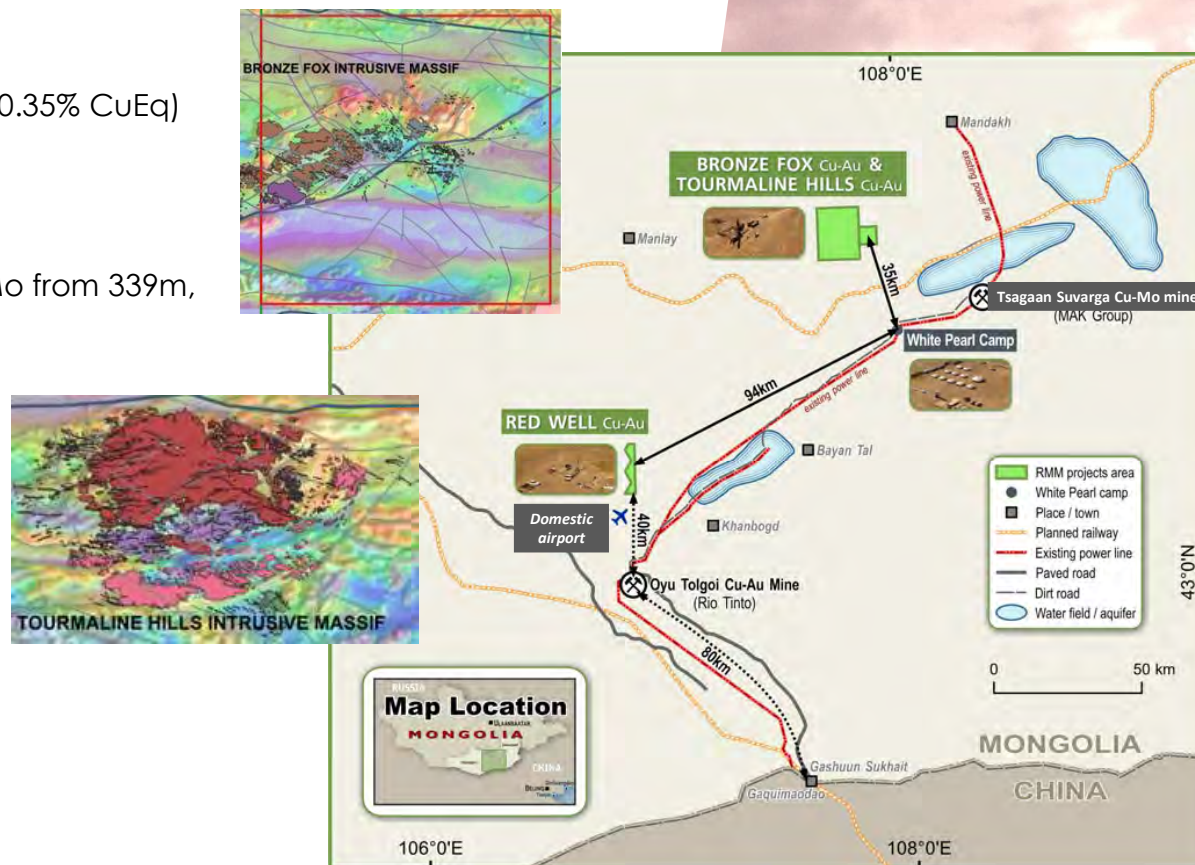 0.35% CuEq)
Mo from 339m,
BRONZE FOX INTRUSIVE MASSIF
TOURMALINE HILLS INTRUSIVE MASSIF
108°0'E
Mandakh
existing power line
BRONZE FOX Cu-Au &
TOURMALINE HILLS Cu-Au
Manlay
35km
Tsagaan Suvarga Cu-Mo mine
(MAK Group)
White Pearl Camp
94km
existing power line
RED WELL Cu-Au
Bayan Tal
Domestic
airport
40km
Khanbogd
Oyu Tolgoi Cu-Au Mine
(Rio Tinto)
80km
RMM projects area
White Pearl camp
Place / town
Planned railway
Existing power line
Paved road
Dirt road
Water field / aquifer
43°0'N
0
50 km
RUSSIA
Map Location
ULAANBAATAR
MONGOLIA
CHINA
BEIJING
MONGOLIA
CHINA
Gashuun Sukhait
Gaquimaodao
106°0'E
108°0'E